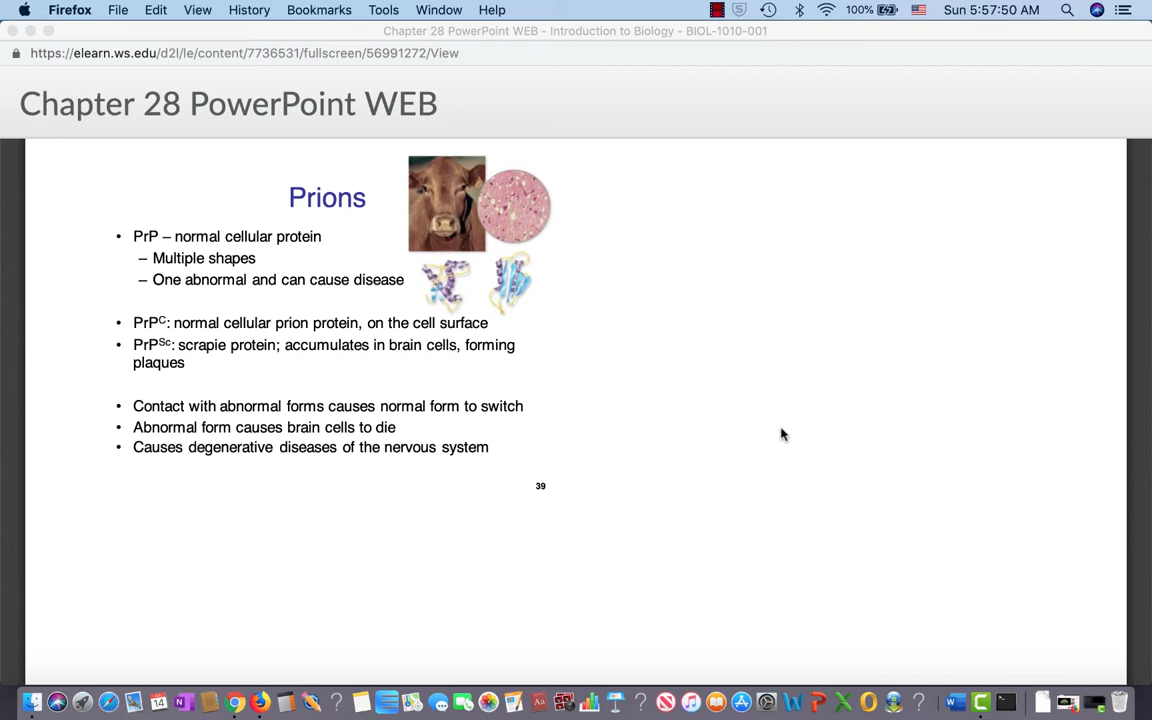 Firefox File Edit View History Bookmarks Tools Window Help 100% Sun 5:57:50 AM
Chapter 28 PowerPoint WEB - Introduction to Biology - BIOL-1010-001
https://elearn.ws.edu/d2l/le/content/7736531/fullscreen/56991272/View
Chapter 28 PowerPoint WEB
Prions
• PrP – normal cellular protein
– Multiple shapes
– One abnormal and can cause disease
• PrPC: normal cellular prion protein, on the cell surface
• PrPSc: scrapie protein; accumulates in brain cells, forming
plaques
• Contact with abnormal forms causes normal form to switch
• Abnormal form causes brain cells to die
• Causes degenerative diseases of the nervous system
39